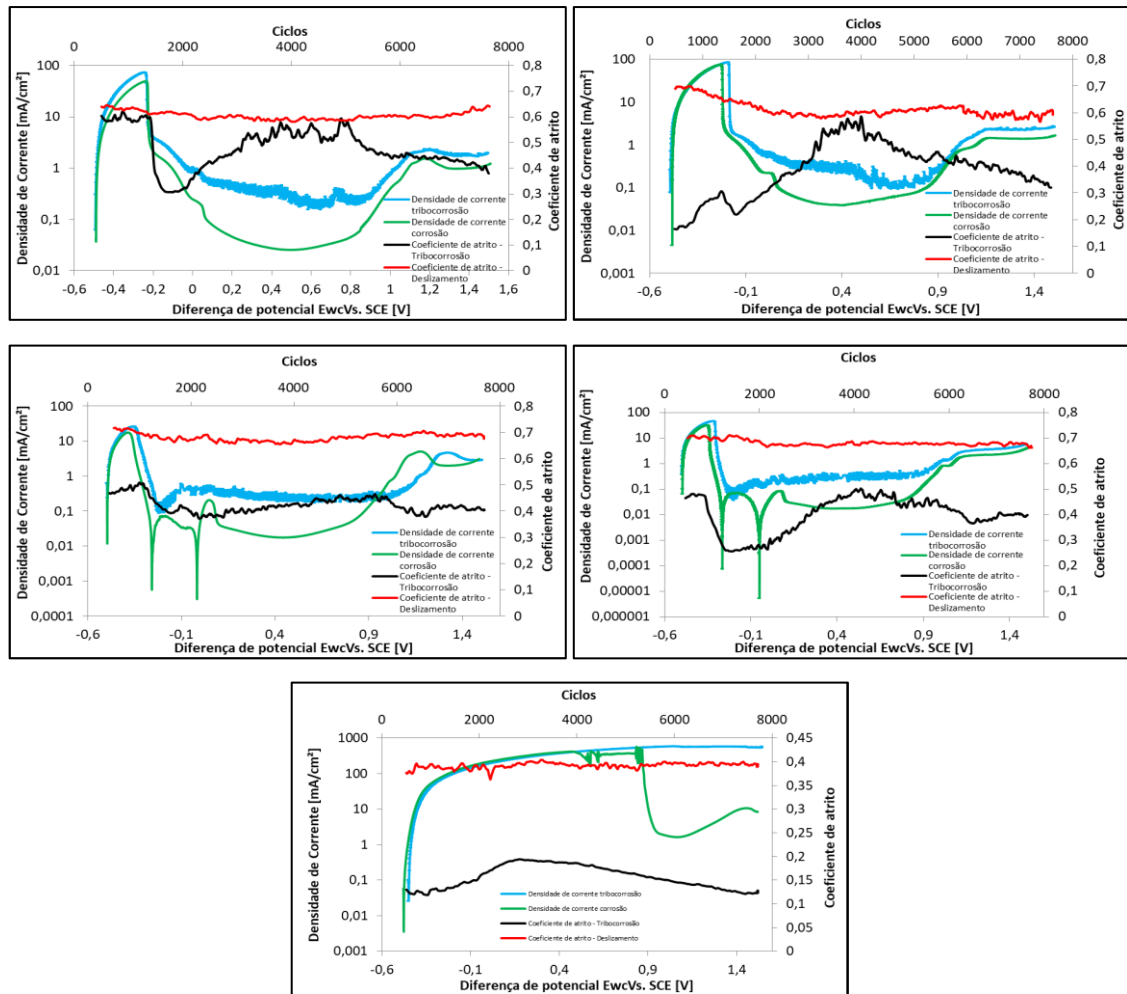 Ciclos
0 2000 4000 6000 8000
Densidade de Corrente [mA/cm²]
100
10
1
0,1
0,01
0,8
0,7
0,6
0,5
0,4
0,3
0,2
0,1
0
Coeficiente de atrito
Densidade de corrente
tribocorrosão
Densidade de corrente
corrosão
Coeficiente de atrito -
Tribocorrosão
Coeficiente de atrito -
Deslizamento
-0,6 -0,4 -0,2 0 0,2 0,4 0,6 0,8 1 1,2 1,4 1,6
Diferença de potencial EwcVs. SCE [V]
Ciclos
0 1000 2000 3000 4000 5000 6000 7000 8000
Densidade de Corrente [mA/cm²]
100
10
1
0,1
0,01
0,001
0,8
0,7
0,6
0,5
0,4
0,3
0,2
0,1
0
Coeficiente de atrito
Densidade de corrente
tribocorrosão
Densidade de corrente
corrosão
Coeficiente de atrito -
Tribocorrosão
Coeficiente de atrito -
Deslizamento
-0,6 -0,1 0,4 0,9 1,4
Diferença de potencial EwcVs. SCE [V]
Ciclos
0 2000 4000 6000 8000
Densidade de Corrente [mA/cm²]
100
10
1
0,1
0,01
0,001
0,0001
0,8
0,7
0,6
0,5
0,4
0,3
0,2
0,1
0
Coeficiente de atrito
Densidade de corrente
tribocorrosão
Densidade de corrente
corrosão
Coeficiente de atrito -
Tribocorrosão
Coeficiente de atrito -
Deslizamento
-0,6 -0,1 0,4 0,9 1,4
Diferença de potencial EwcVs. SCE [V]
Ciclos
0 2000 4000 6000 8000
Densidade de Corrente [mA/cm²]
100
10
1
0,1
0,01
0,001
0,0001
0,00001
0,000001
0,8
0,7
0,6
0,5
0,4
0,3
0,2
0,1
0
Coeficiente de atrito
Densidade de corrente
tribocorrosão
Densidade de corrente
corrosão
Coeficiente de atrito -
Tribocorrosão
Coeficiente de atrito -
Deslizamento
-0,6 -0,1 0,4 0,9 1,4
Diferença de potencial EwcVs. SCE [V]
Ciclos
0 2000 4000 6000 8000
Densidade de Corrente [mA/cm²]
1000
100
10
1
0,1
0,01
0,001
0,45
0,4
0,35
0,3
0,25
0,2
0,15
0,1
0,05
0
Coeficiente de atrito
Densidade de corrente tribocorrosão
Densidade de corrente corrosão
Coeficiente de atrito - Tribocorrosão
Coeficiente de atrito - Deslizamento
-0,6 -0,1 0,4 0,9 1,4
Diferença de potencial EwcVs. SCE [V]